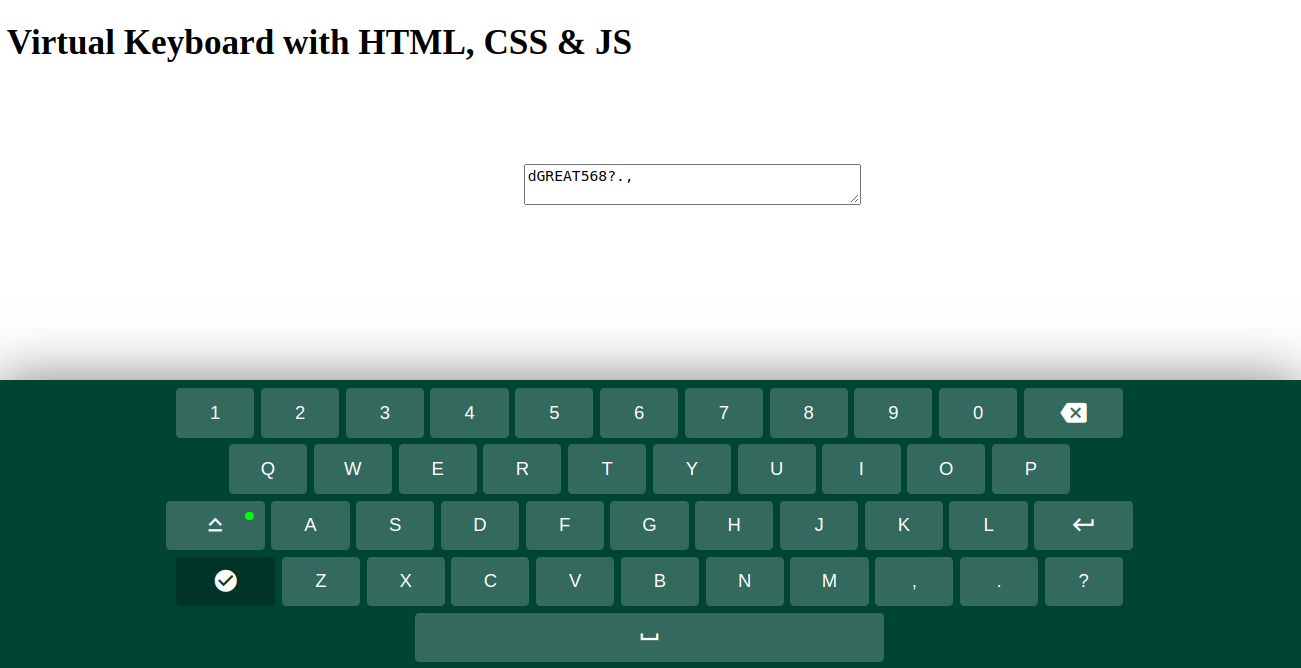 Virtual Keyboard with HTML, CSS & JS
dGREAT568?.,
1 2 3 4 5 6 7 8 9 0
Q W E R T Y U I O P
A S D F G H J K L
Z X C V B N M , . ?